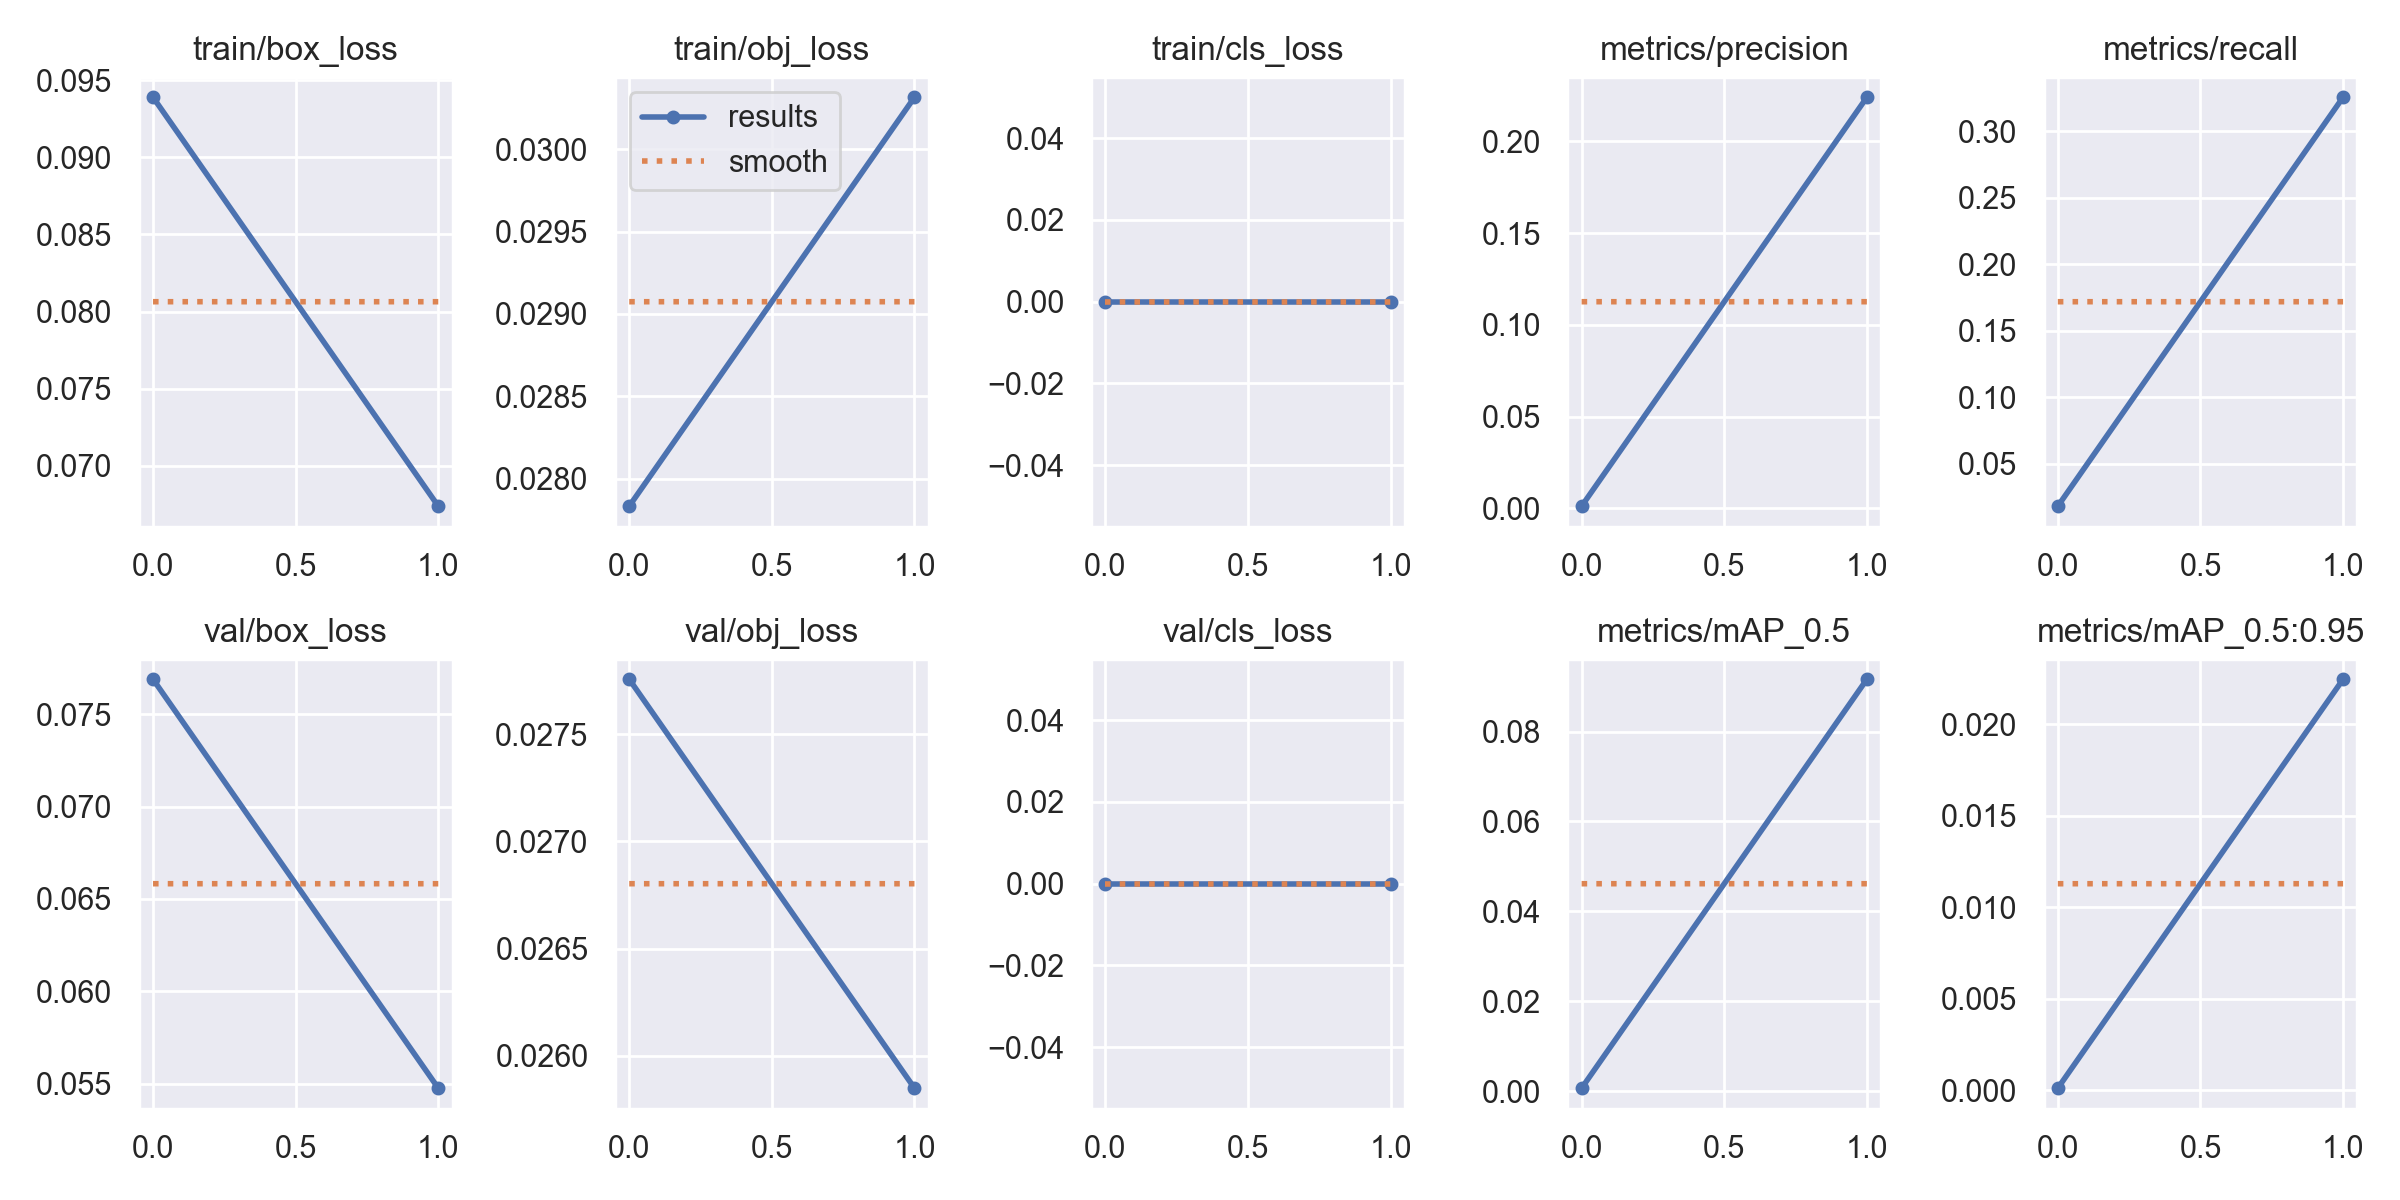 train/box_loss
0.095
0.090
0.085
0.080
0.075
0.070
0.0 0.5 1.0
train/obj_loss
results
smooth
0.0300
0.0295
0.0290
0.0285
0.0280
0.0 0.5 1.0
train/cls_loss
0.04
0.02
0.00
−0.02
−0.04
0.0 0.5 1.0
metrics/precision
0.20
0.15
0.10
0.05
0.00
0.0 0.5 1.0
metrics/recall
0.30
0.25
0.20
0.15
0.10
0.05
0.0 0.5 1.0
val/box_loss
0.075
0.070
0.065
0.060
0.055
0.0 0.5 1.0
val/obj_loss
0.0275
0.0270
0.0265
0.0260
0.0 0.5 1.0
val/cls_loss
0.04
0.02
0.00
−0.02
−0.04
0.0 0.5 1.0
metrics/mAP_0.5
0.08
0.06
0.04
0.02
0.00
0.0 0.5 1.0
metrics/mAP_0.5:0.95
0.020
0.015
0.010
0.005
0.000
0.0 0.5 1.0